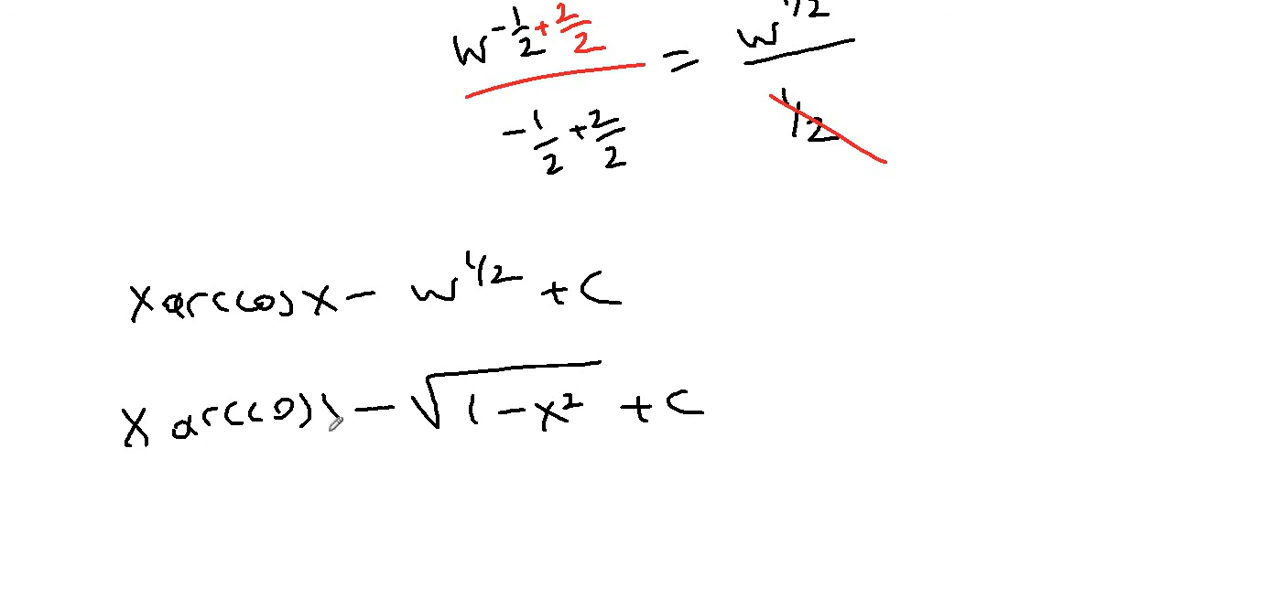 w^(-1/2+2/2) / (-1/2+2/2) = w^(1/2) / (1/2)
x arccos x - w^(1/2) + C
x arccos - √(1-x²) + C